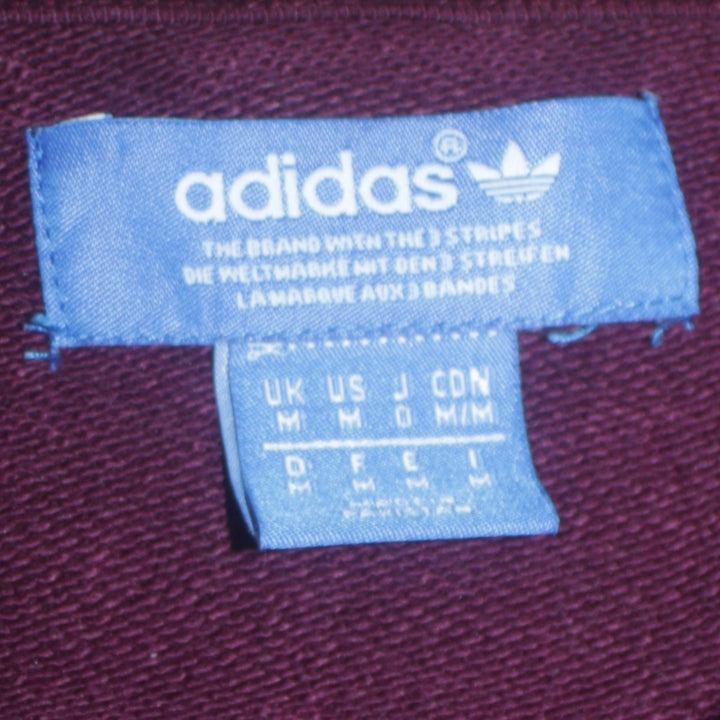 adidas®
THE BRAND WITH THE 3 STRIPES
DIE WELTMARKE MIT DEN 3 STREIFEN
LA MARQUE AUX 3 BANDES
UK US J CDN
M M O M/M
D F E I
M M M M